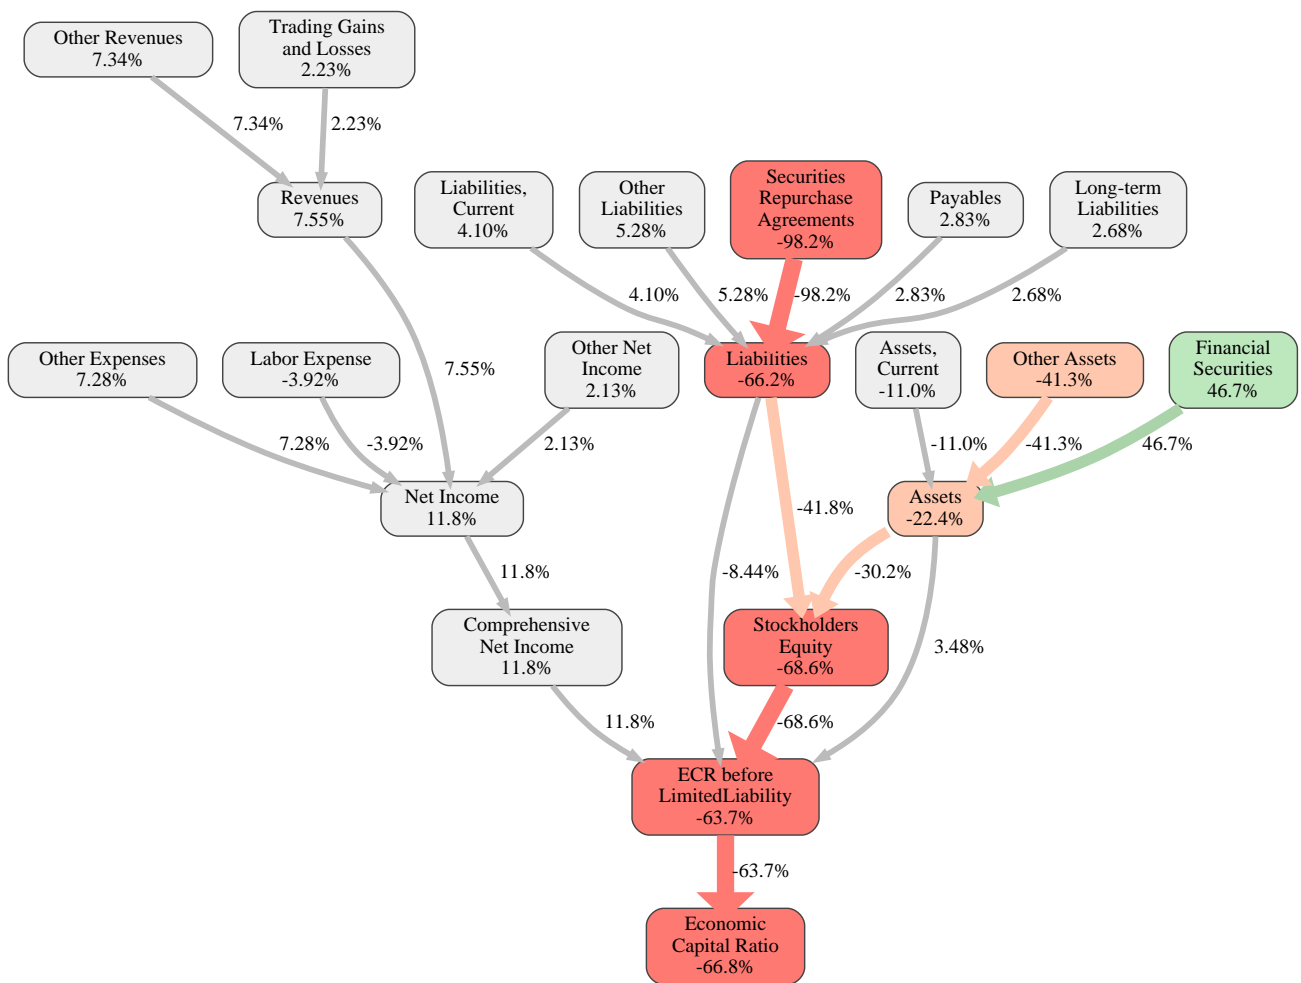 Other Revenues
7.34%
Trading Gains
and Losses
2.23%
7.34%
2.23%
Revenues
7.55%
Liabilities,
Current
4.10%
Other
Liabilities
5.28%
Securities
Repurchase
Agreements
-98.2%
Payables
2.83%
Long-term
Liabilities
2.68%
4.10%
5.28%
-98.2%
2.83%
2.68%
Other Expenses
7.28%
Labor Expense
-3.92%
7.55%
Other Net
Income
2.13%
Liabilities
-66.2%
Assets,
Current
-11.0%
Other Assets
-41.3%
Financial
Securities
46.7%
7.28%
-3.92%
2.13%
-11.0%
-41.3%
46.7%
Net Income
11.8%
-41.8%
Assets
-22.4%
11.8%
-8.44%
-30.2%
Comprehensive
Net Income
11.8%
Stockholders
Equity
-68.6%
3.48%
11.8%
-68.6%
ECR before
LimitedLiability
-63.7%
-63.7%
Economic
Capital Ratio
-66.8%